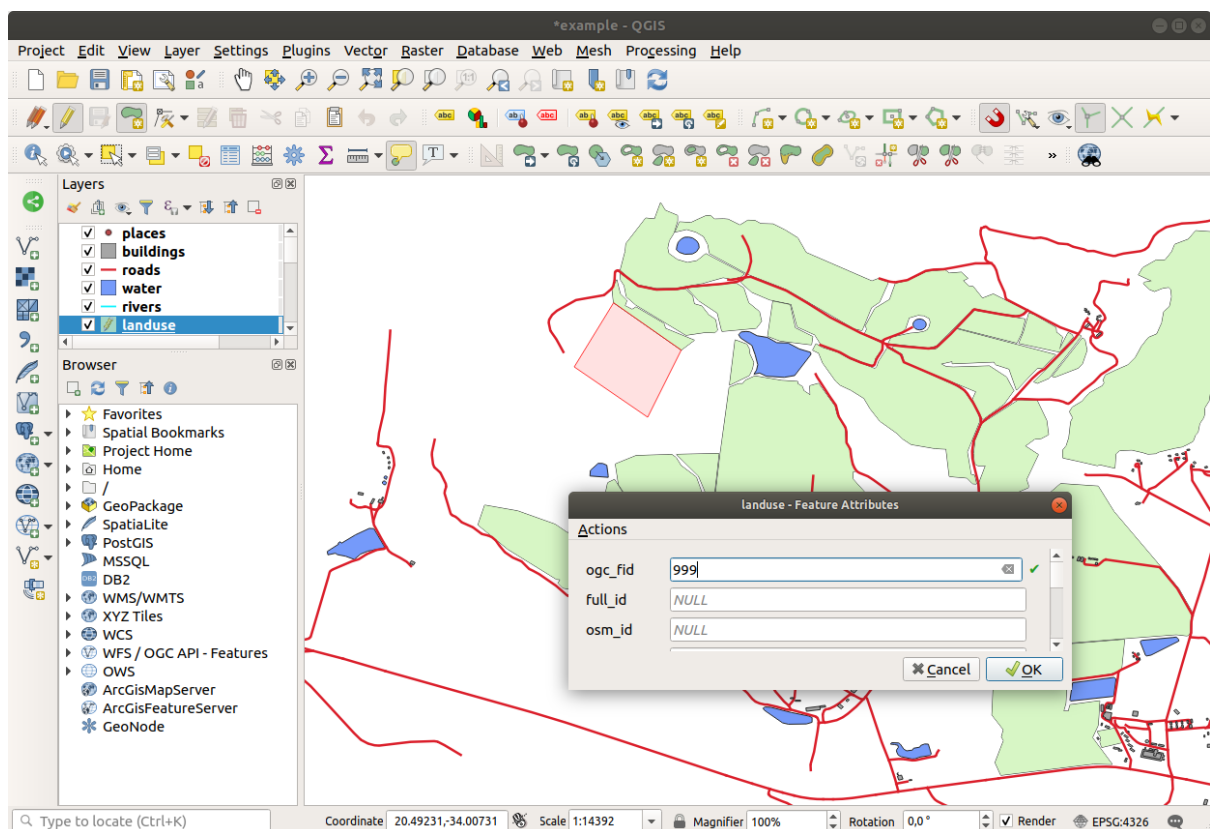 *example - QGIS
Project Edit View Layer Settings Plugins Vector Raster Database Web Mesh Processing Help
Layers
places
buildings
roads
water
rivers
landuse
Browser
Favorites
Spatial Bookmarks
Project Home
Home
/
GeoPackage
SpatiaLite
PostGIS
MSSQL
DB2
WMS/WMTS
XYZ Tiles
WCS
WFS / OGC API - Features
OWS
ArcGisMapServer
ArcGisFeatureServer
GeoNode
landuse - Feature Attributes
Actions
ogc_fid 999
full_id NULL
osm_id NULL
Cancel OK
Type to locate (Ctrl+K) Coordinate 20.49231,-34.00731 Scale 1:14392 Magnifier 100% Rotation 0,0 ° Render EPSG:4326